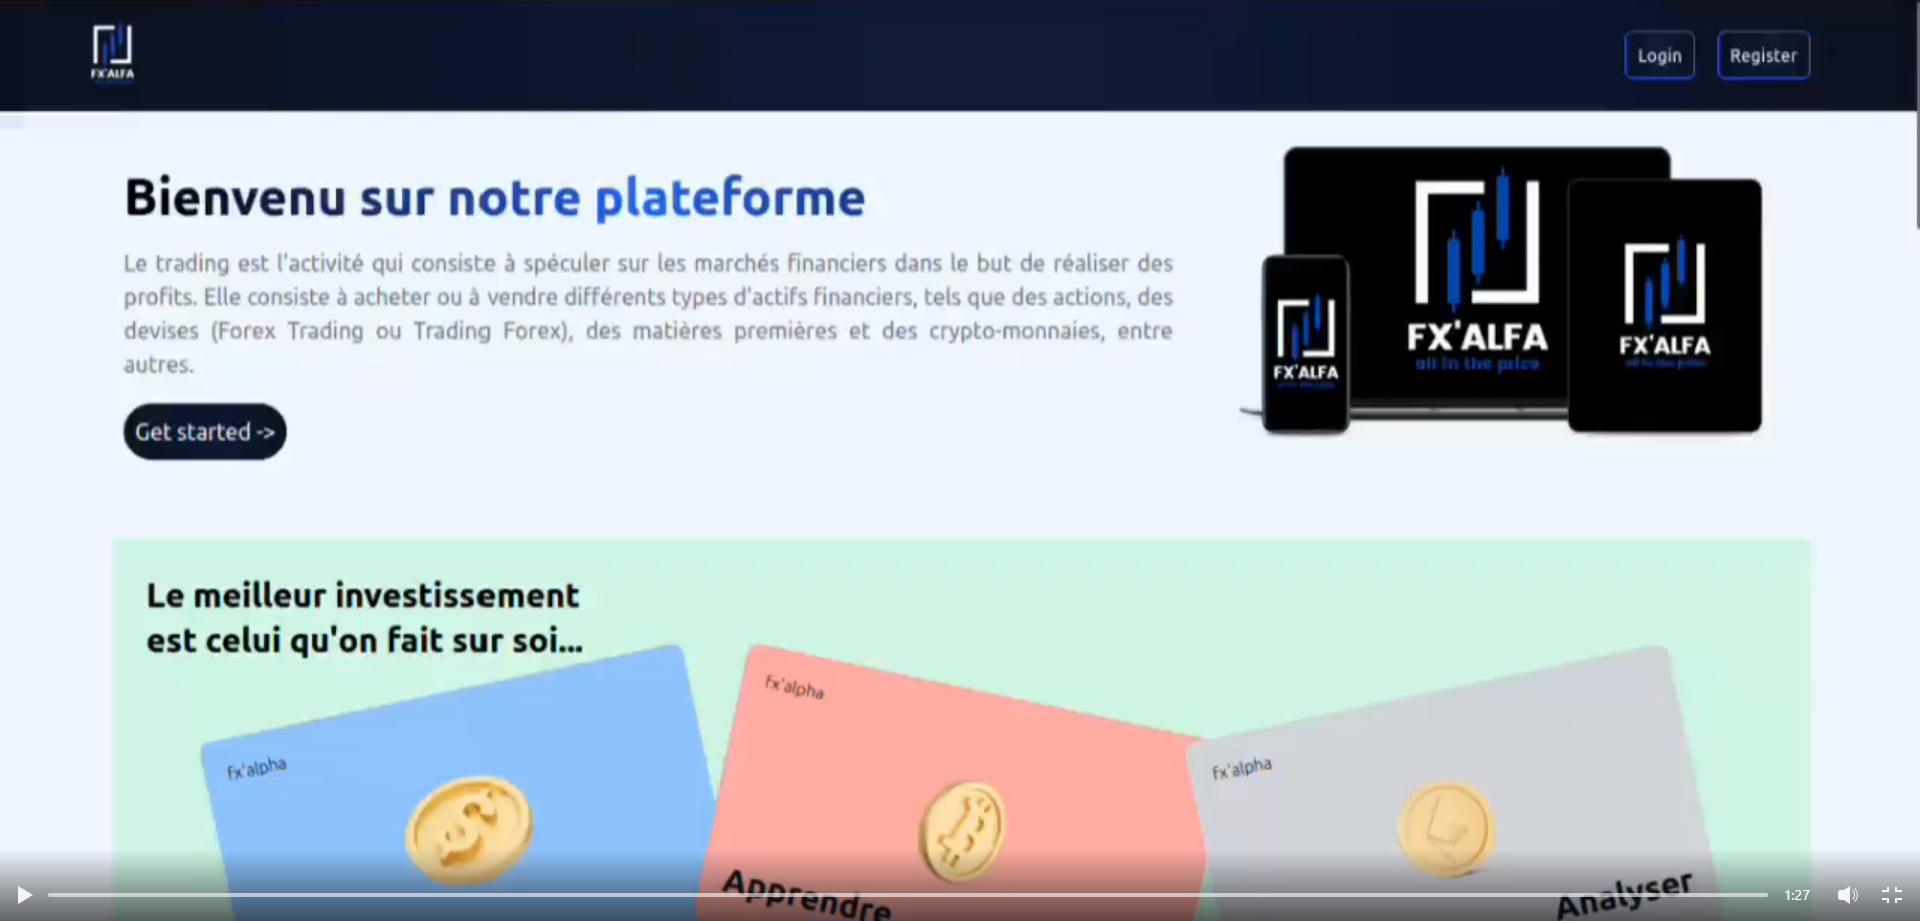 FX'ALFA
Login
Register
Bienvenu sur notre plateforme
Le trading est l'activité qui consiste à spéculer sur les marchés financiers dans le but de réaliser des
profits. Elle consiste à acheter ou à vendre différents types d'actifs financiers, tels que des actions, des
devises (Forex Trading ou Trading Forex), des matières premières et des crypto-monnaies, entre
autres.
Get started ->
FX'ALFA
FX'ALFA
all in the price
FX'ALFA
all in the price
Le meilleur investissement
est celui qu'on fait sur soi...
fx'alpha
fx'alpha
fx'alpha
Apprendre
Analyser
1:27